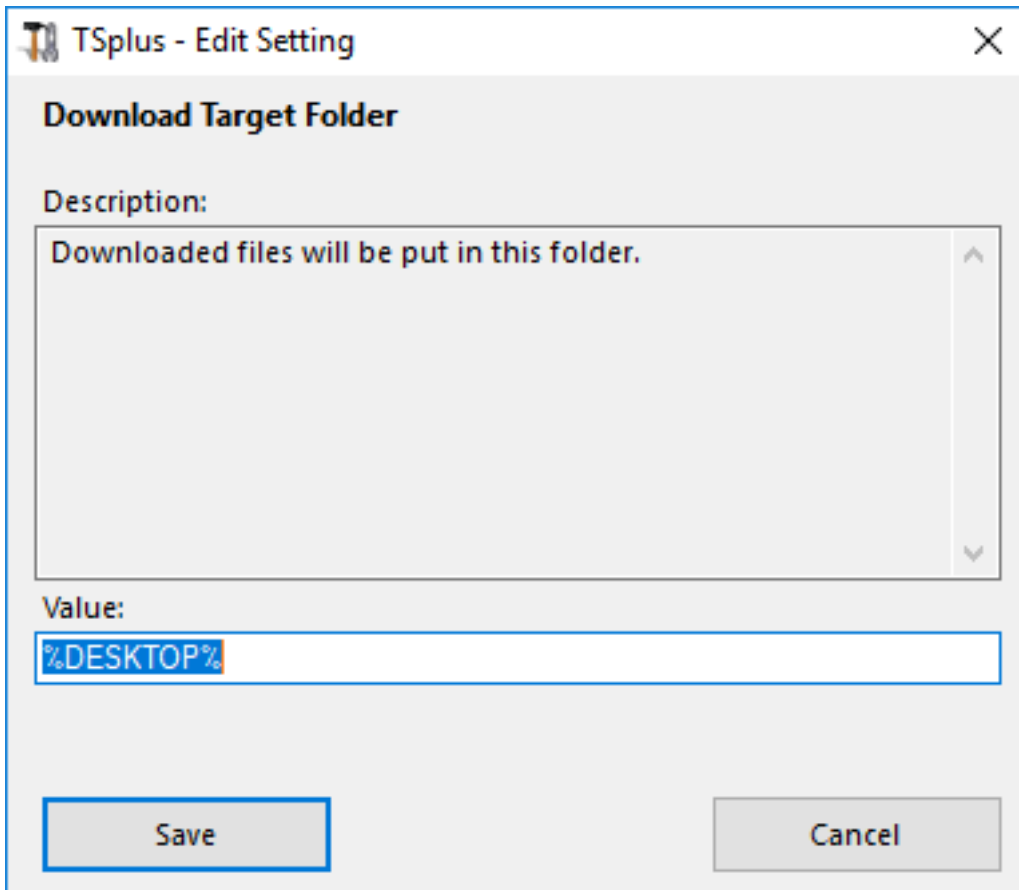 TSplus - Edit Setting
Download Target Folder
Description:
Downloaded files will be put in this folder.
Value:
%DESKTOP%
Save
Cancel